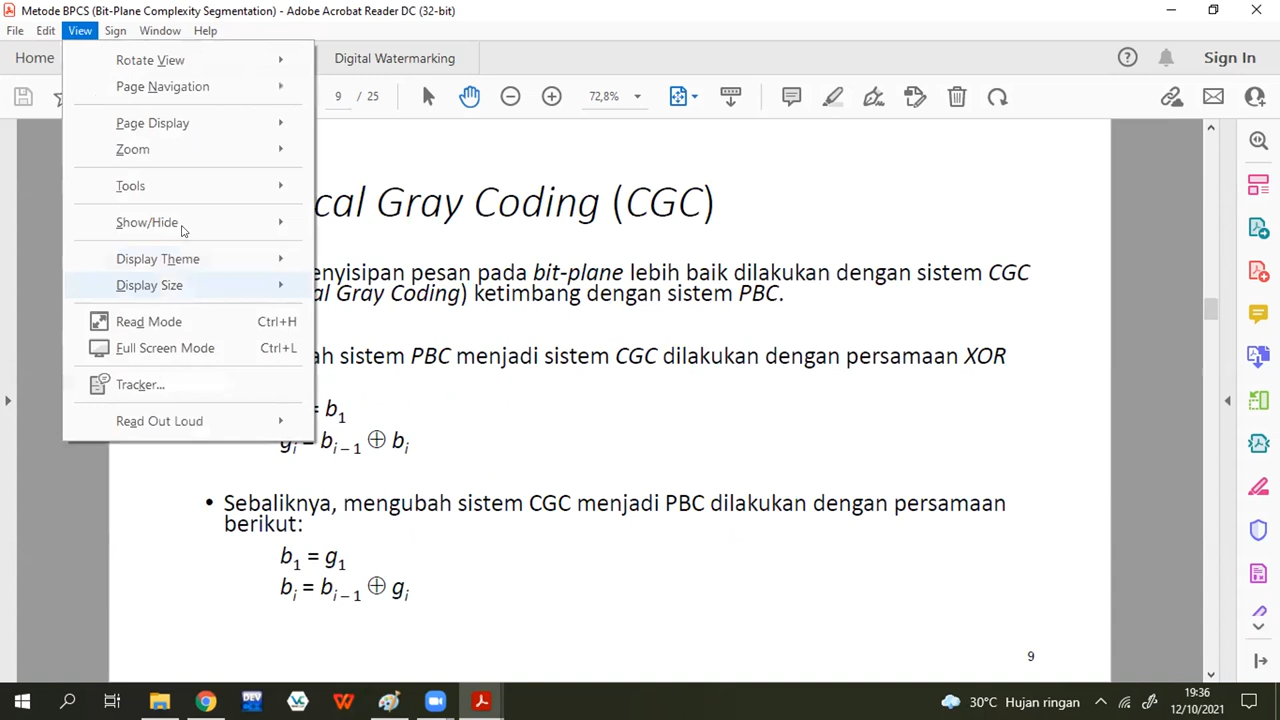 Metode BPCS (Bit-Plane Complexity Segmentation) - Adobe Acrobat Reader DC (32-bit)
File Edit View Sign Window Help
Home
Digital Watermarking
Sign In
9 / 25
72,8%
Rotate View
Page Navigation
Page Display
Zoom
Tools
Show/Hide
Display Theme
Display Size
Read Mode Ctrl+H
Full Screen Mode Ctrl+L
Tracker...
Read Out Loud
cal Gray Coding (CGC)
enyisipan pesan pada bit-plane lebih baik dilakukan dengan sistem CGC
al Gray Coding) ketimbang dengan sistem PBC.
ah sistem PBC menjadi sistem CGC dilakukan dengan persamaan XOR
= b1
gi = bi – 1 ⊕ bi
• Sebaliknya, mengubah sistem CGC menjadi PBC dilakukan dengan persamaan
berikut:
b1 = g1
bi = bi – 1 ⊕ gi
9
DEV
30°C Hujan ringan
19:36
12/10/2021